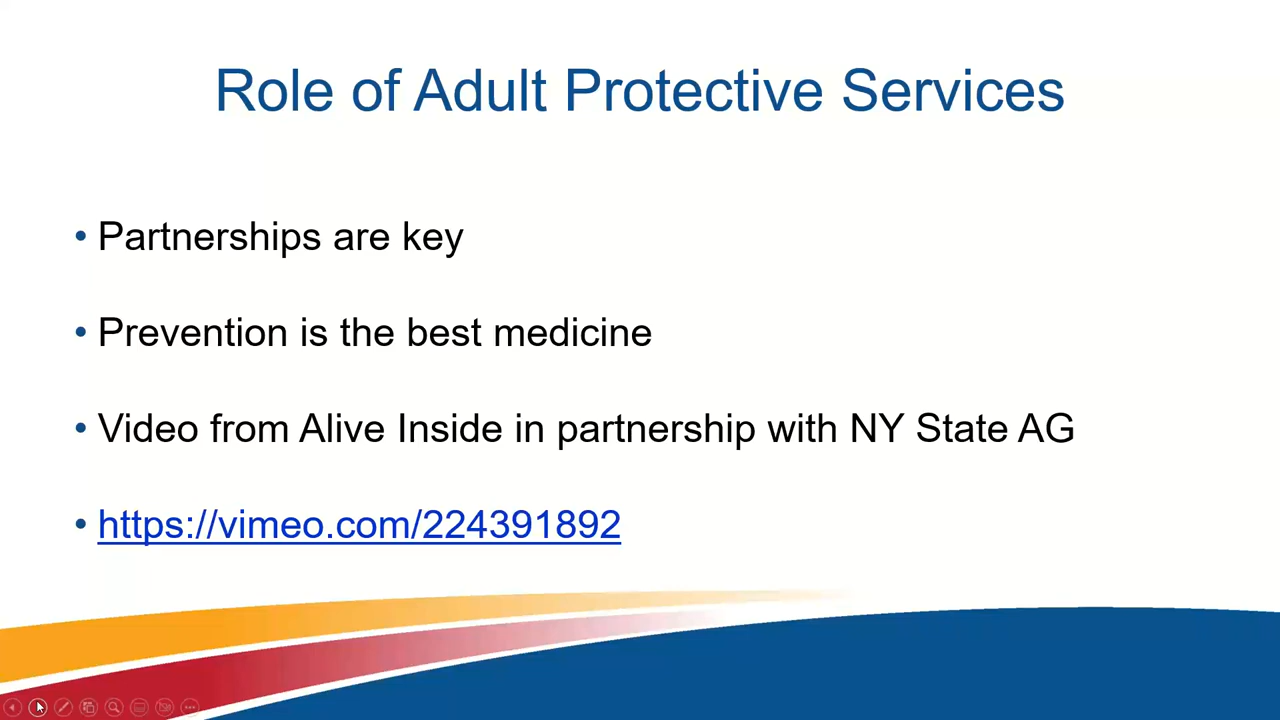 Role of Adult Protective Services
• Partnerships are key
• Prevention is the best medicine
• Video from Alive Inside in partnership with NY State AG
• https://vimeo.com/224391892